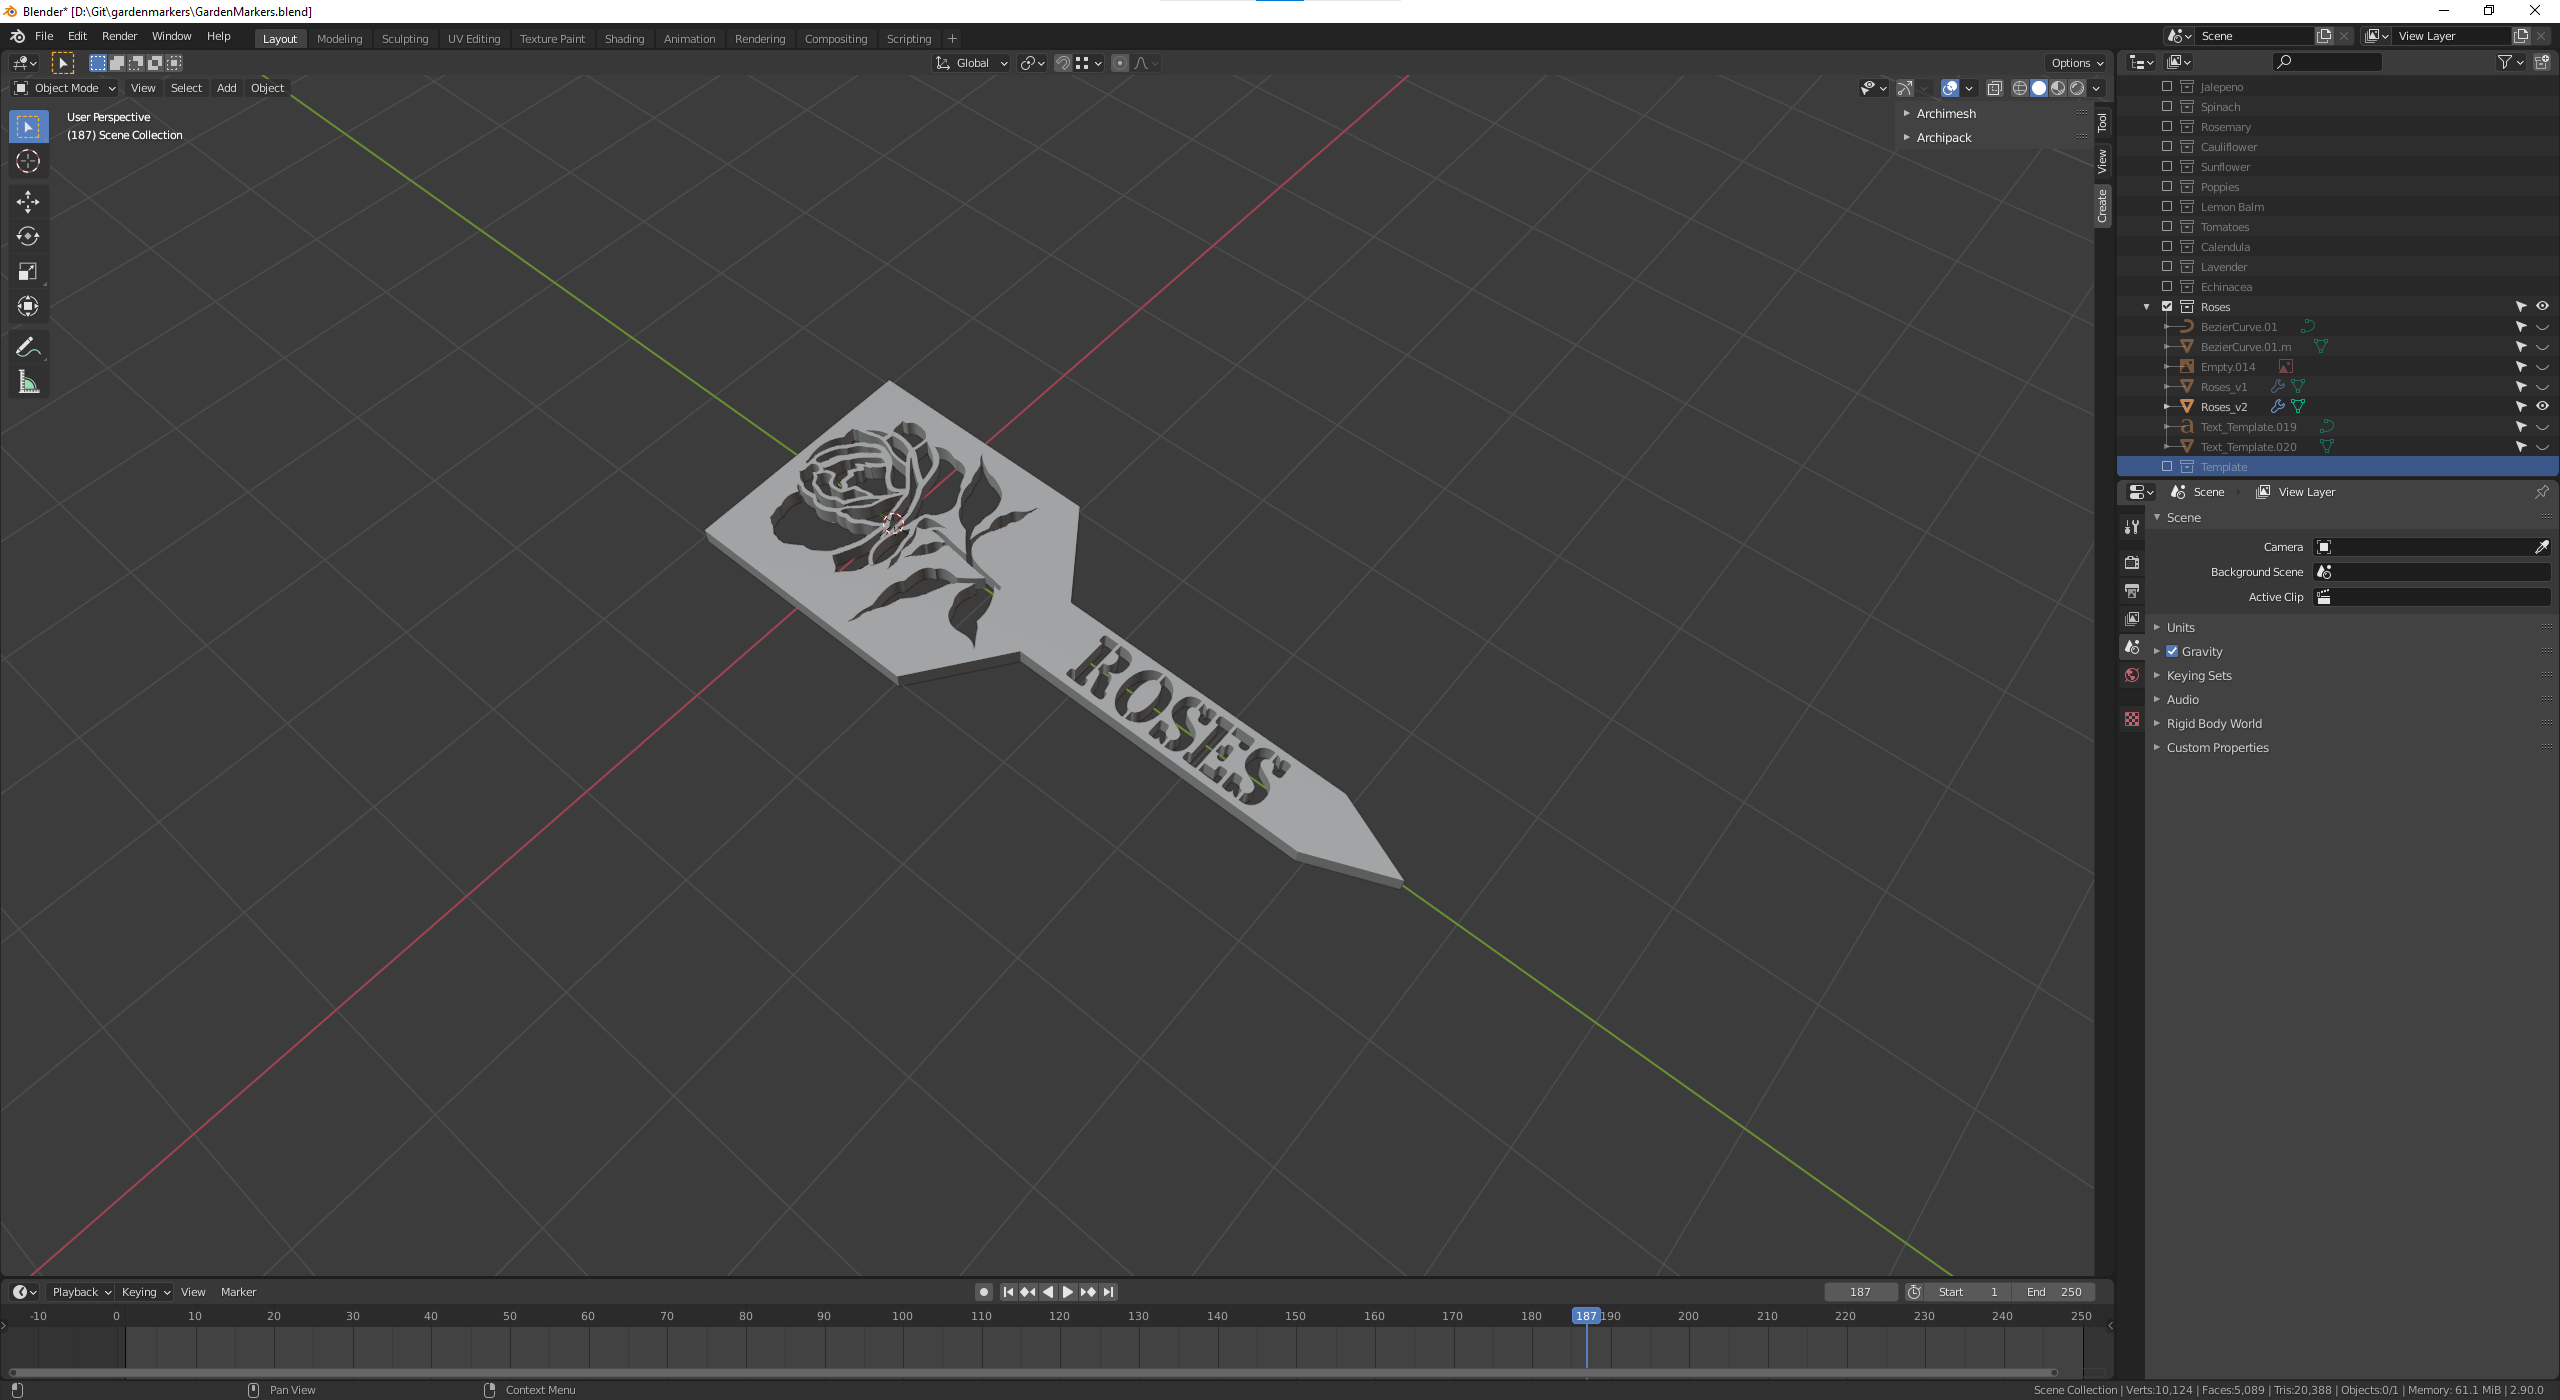 Blender* [D:\Git\gardenmarkers\GardenMarkers.blend]
File Edit Render Window Help Layout Modeling Sculpting UV Editing Texture Paint Shading Animation Rendering Compositing Scripting + Scene View Layer
Global Options
Object Mode View Select Add Object
User Perspective
(187) Scene Collection
Archimesh
Archipack
Tool
View
Create
ROSES
Jalepeno
Spinach
Rosemary
Cauliflower
Sunflower
Poppies
Lemon Balm
Tomatoes
Calendula
Lavender
Echinacea
Roses
BezierCurve.01
BezierCurve.01.m
Empty.014
Roses_v1
Roses_v2
Text_Template.019
Text_Template.020
Template
Scene View Layer
Scene
Camera
Background Scene
Active Clip
Units
Gravity
Keying Sets
Audio
Rigid Body World
Custom Properties
Playback Keying View Marker 187 Start 1 End 250
-10 0 10 20 30 40 50 60 70 80 90 100 110 120 130 140 150 160 170 180 187 190 200 210 220 230 240 250
Pan View Context Menu Scene Collection | Verts:10,124 | Faces:5,089 | Tris:20,388 | Objects:0/1 | Memory: 61.1 MiB | 2.90.0